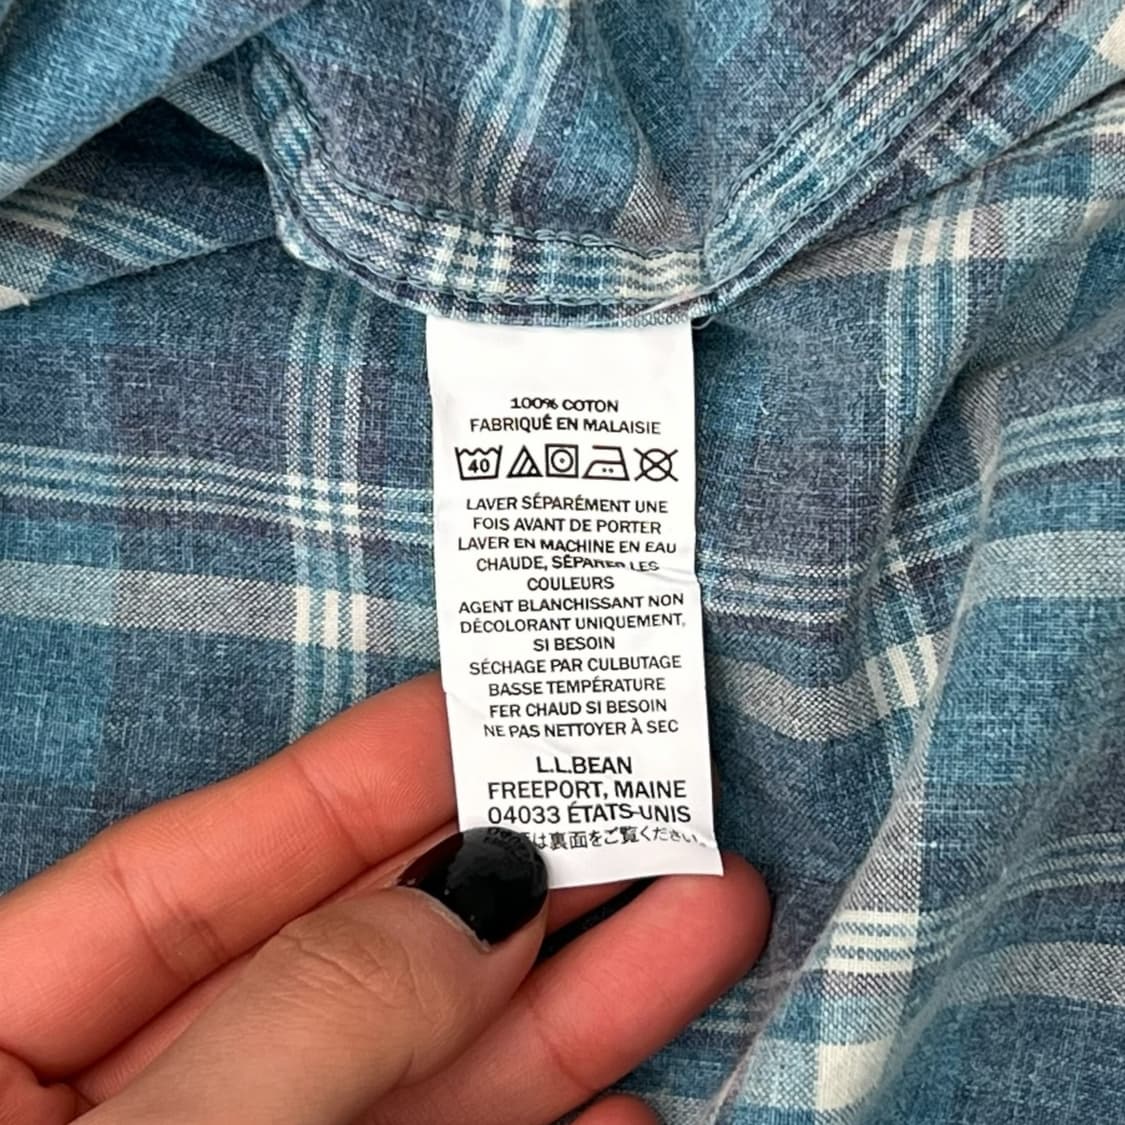 100% COTON
FABRIQUÉ EN MALAISIE
40
LAVER SÉPARÉMENT UNE
FOIS AVANT DE PORTER
LAVER EN MACHINE EN EAU
CHAUDE, SÉPARER LES
COULEURS
AGENT BLANCHISSANT NON
DÉCOLORANT UNIQUEMENT,
SI BESOIN
SÉCHAGE PAR CULBUTAGE
BASSE TEMPÉRATURE
FER CHAUD SI BESOIN
NE PAS NETTOYER À SEC
L.L.BEAN
FREEPORT, MAINE
04033 ÉTATS-UNIS
は裏面をご覧ください。